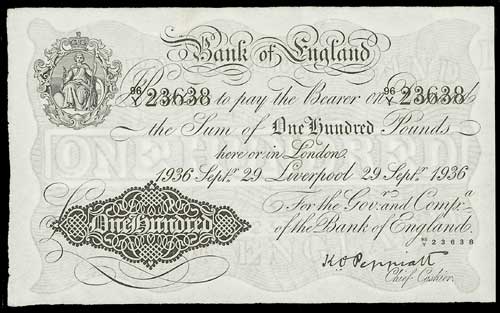 Bank of England
96/Y 23638 to pay the Bearer on Demand 96/Y 23638
the Sum of One Hundred Pounds
here or in London
1936 Septr. 29 Liverpool 29 Septr. 1936
For the Govr. and Compa.
of the Bank of England.
96/Y 23638
One Hundred
K O Peppiatt
Chief Cashier.
ONE HUNDRED